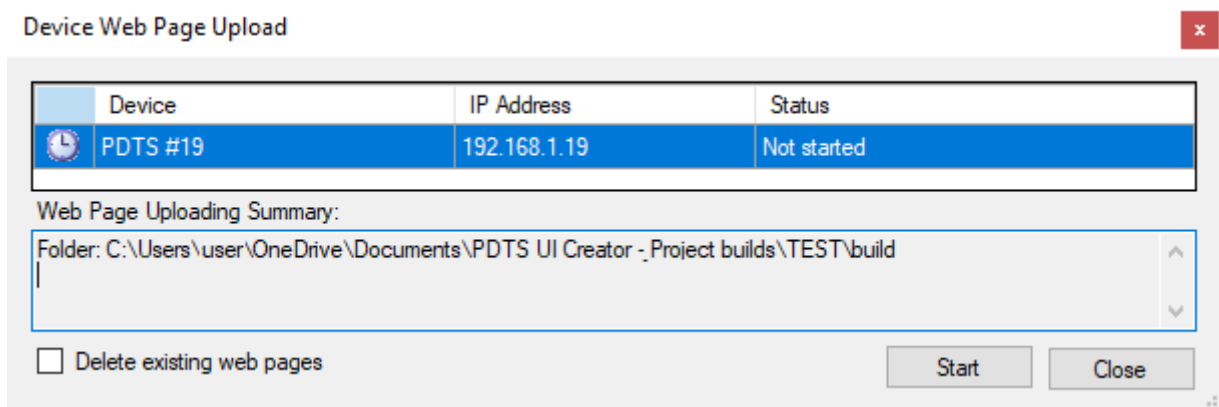 Device Web Page Upload
x
Device IP Address Status
PDTS #19 192.168.1.19 Not started
Web Page Uploading Summary:
Folder: C:\Users\user\OneDrive\Documents\PDTS UI Creator - Project builds\TEST\build
Delete existing web pages
Start Close